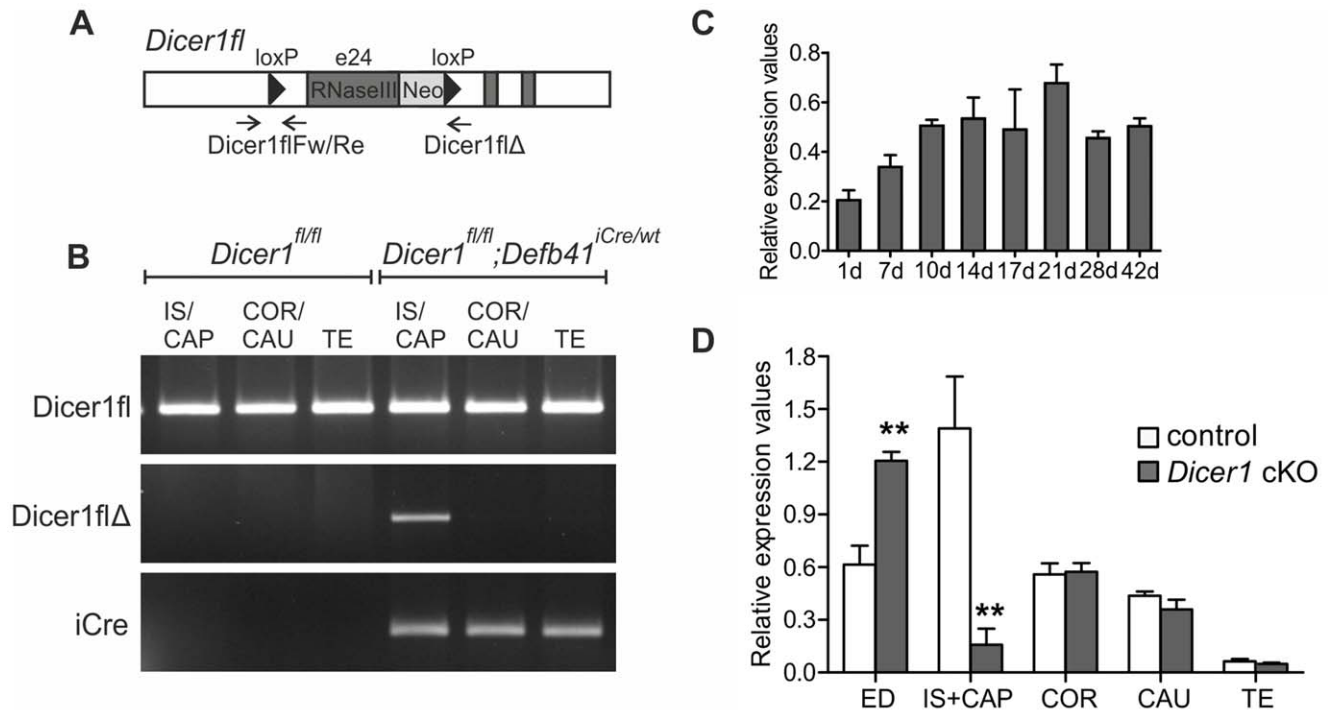 A
Dicer1fl
loxP e24 loxP
RNaseIII Neo
Dicer1flFw/Re Dicer1flΔ
B
Dicer1fl/fl Dicer1fl/fl;Defb41iCre/wt
IS/ COR/ IS/ COR/
CAP CAU TE CAP CAU TE
Dicer1fl
Dicer1flΔ
iCre
C
Relative expression values
0.8
0.6
0.4
0.2
0.0
1d 7d 10d 14d 17d 21d 28d 42d
D
Relative expression values
1.8
1.5
1.2
0.9
0.6
0.3
0.0
**
**
control
Dicer1 cKO
ED IS+CAP COR CAU TE